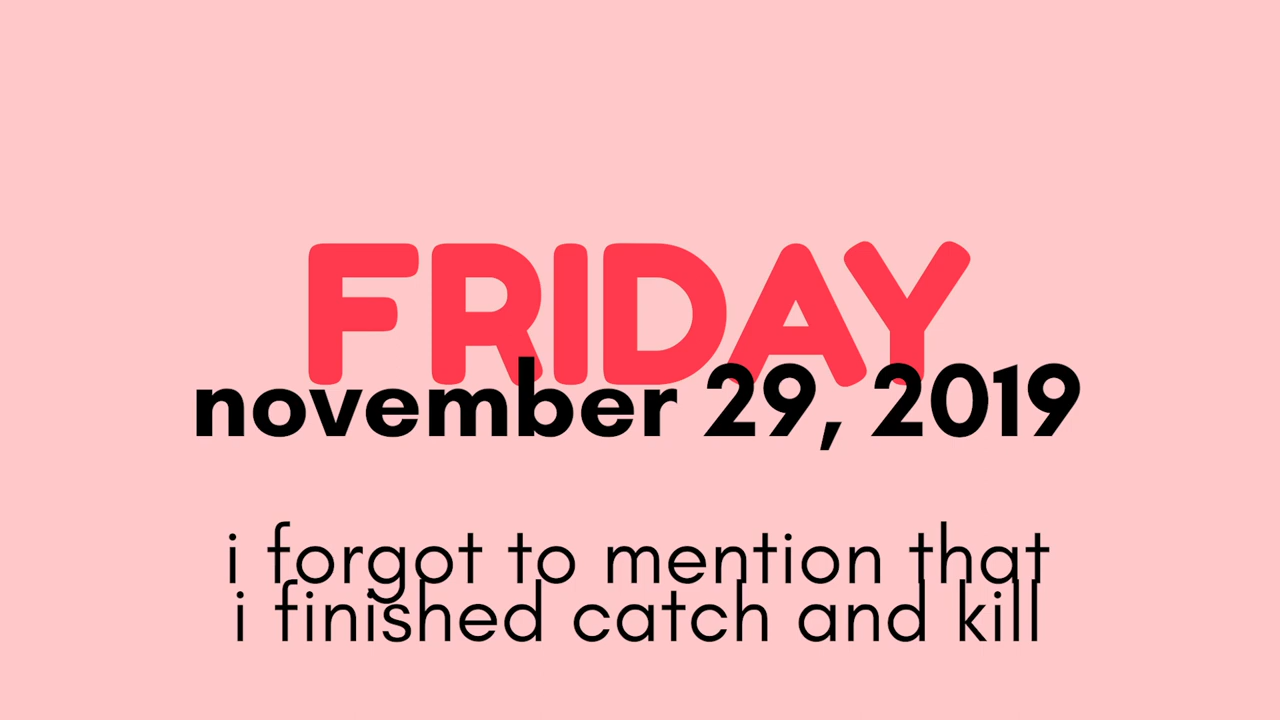 FRIDAY
november 29, 2019
i forgot to mention that
i finished catch and kill